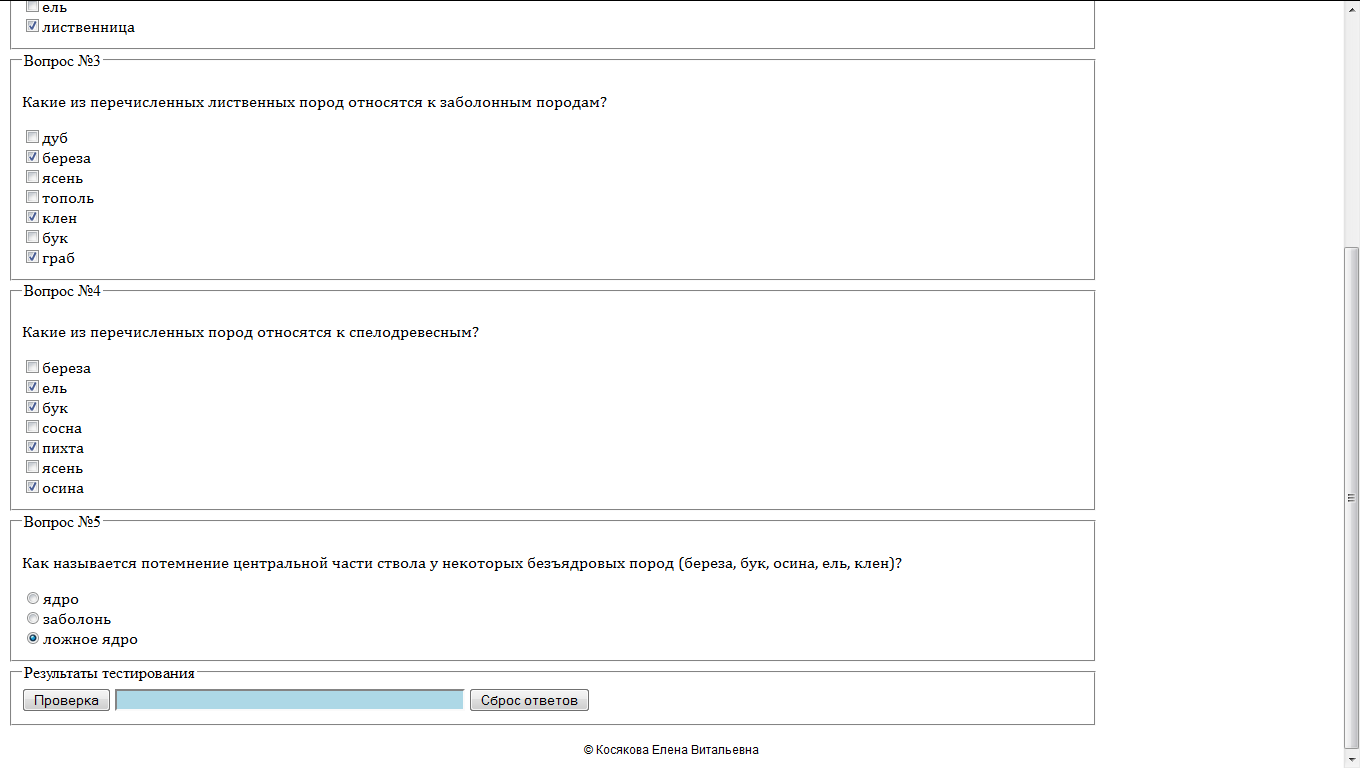 ель
лиственница
Вопрос №3
Какие из перечисленных лиственных пород относятся к заболонным породам?
дуб
береза
ясень
тополь
клен
бук
граб
Вопрос №4
Какие из перечисленных пород относятся к спелодревесным?
береза
ель
бук
сосна
пихта
ясень
осина
Вопрос №5
Как называется потемнение центральной части ствола у некоторых безъядровых пород (береза, бук, осина, ель, клен)?
ядро
заболонь
ложное ядро
Результаты тестирования
Проверка Сброс ответов
© Косякова Елена Витальевна